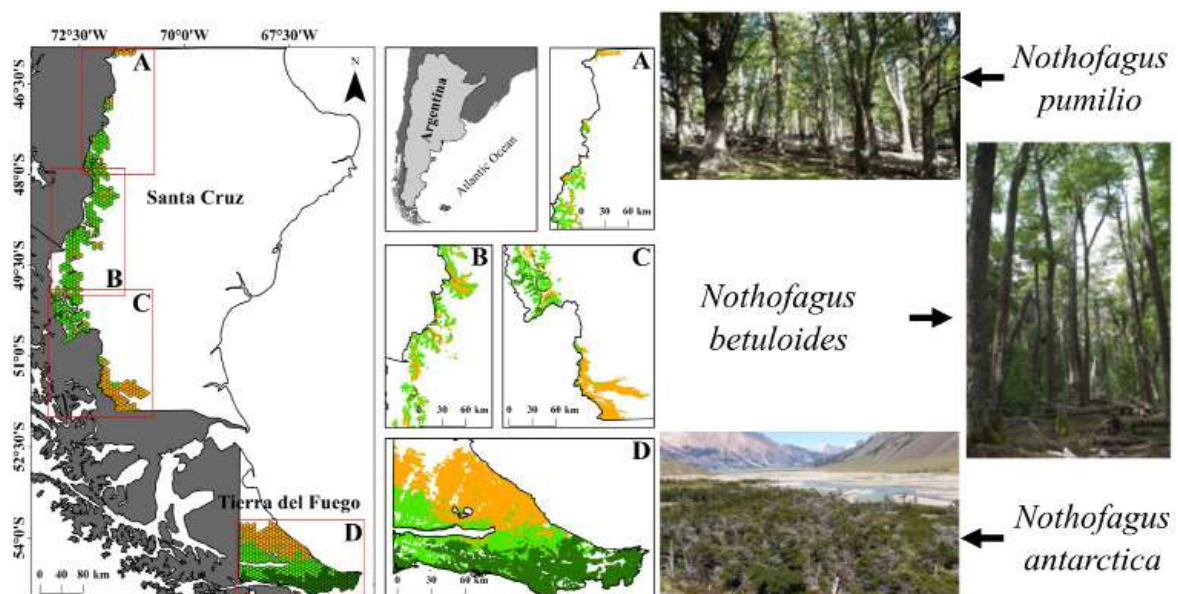 72°30'W 70°0'W 67°30'W
46°30'S
48°0'S
49°30'S
51°0'S
52°30'S
54°0'S
A
N
Santa Cruz
B
C
Tierra del Fuego
D
0 40 80 km
Argentina
Atlantic Ocean
A
0 30 60 km
B
0 30 60 km
C
0 30 60 km
D
0 30 60 km
Nothofagus
pumilio
Nothofagus
betuloides
Nothofagus
antarctica